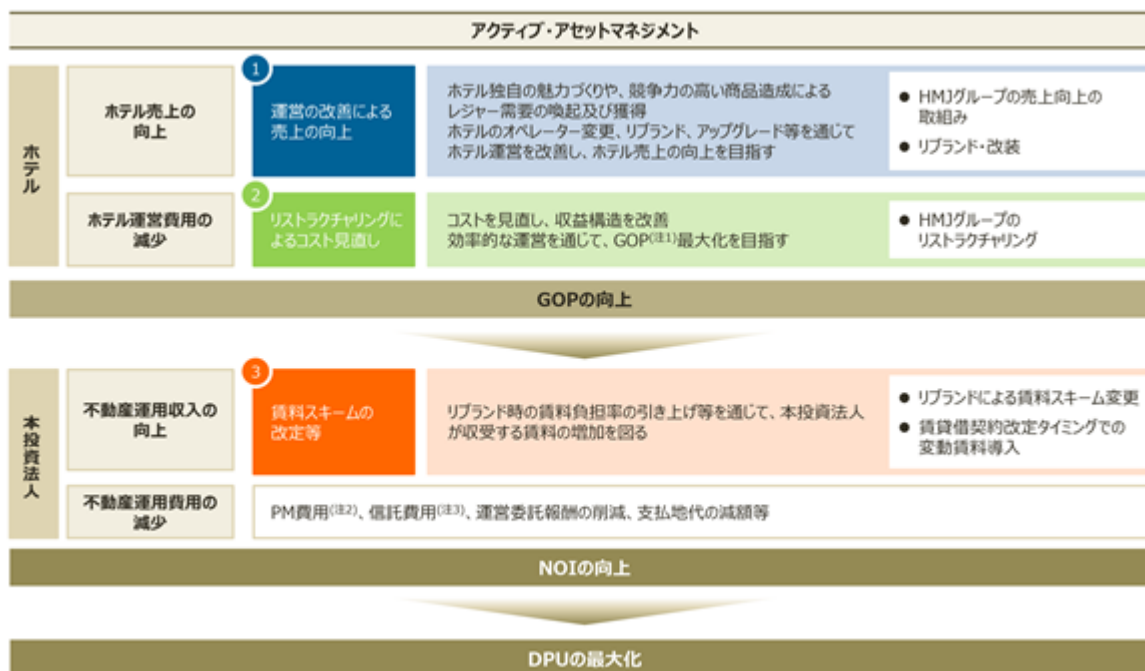 アクティブ・アセットマネジメント
ホテル
ホテル売上の
向上
1
運営の改善による
売上の向上
ホテル独自の魅力づくりや、競争力の高い商品造成による
レジャー需要の喚起及び獲得
ホテルのオペレーター変更、リブランド、アップグレード等を通じて
ホテル運営を改善し、ホテル売上の向上を目指す
● HMJグループの売上向上の
取組み
● リブランド・改装
ホテル運営費用の
減少
2
リストラクチャリングに
よるコスト見直し
コストを見直し、収益構造を改善
効率的な運営を通じて、GOP(注1)最大化を目指す
● HMJグループの
リストラクチャリング
GOPの向上
本投資法人
不動産運用収入の
向上
3
賃料スキームの
改定等
リブランド時の賃料負担率の引き上げ等を通じて、本投資法人
が収受する賃料の増加を図る
● リブランドによる賃料スキーム変更
● 賃貸借契約改定タイミングでの
変動賃料導入
不動産運用費用の
減少
PM費用(注2)、信託費用(注3)、運営委託報酬の削減、支払地代の減額等
NOIの向上
DPUの最大化